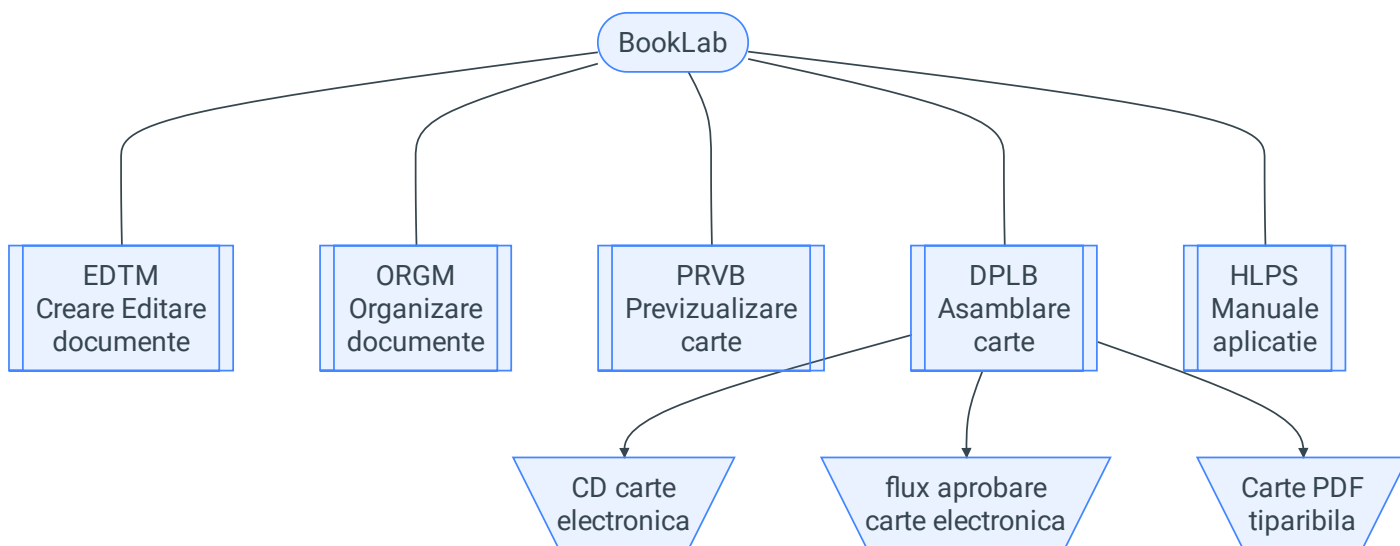 BookLab
EDTM
Creare Editare
documente
ORGM
Organizare
documente
PRVB
Previzualizare
carte
DPLB
Asamblare
carte
HLPS
Manuale
aplicatie
CD carte
electronica
flux aprobare
carte electronica
Carte PDF
tiparibila